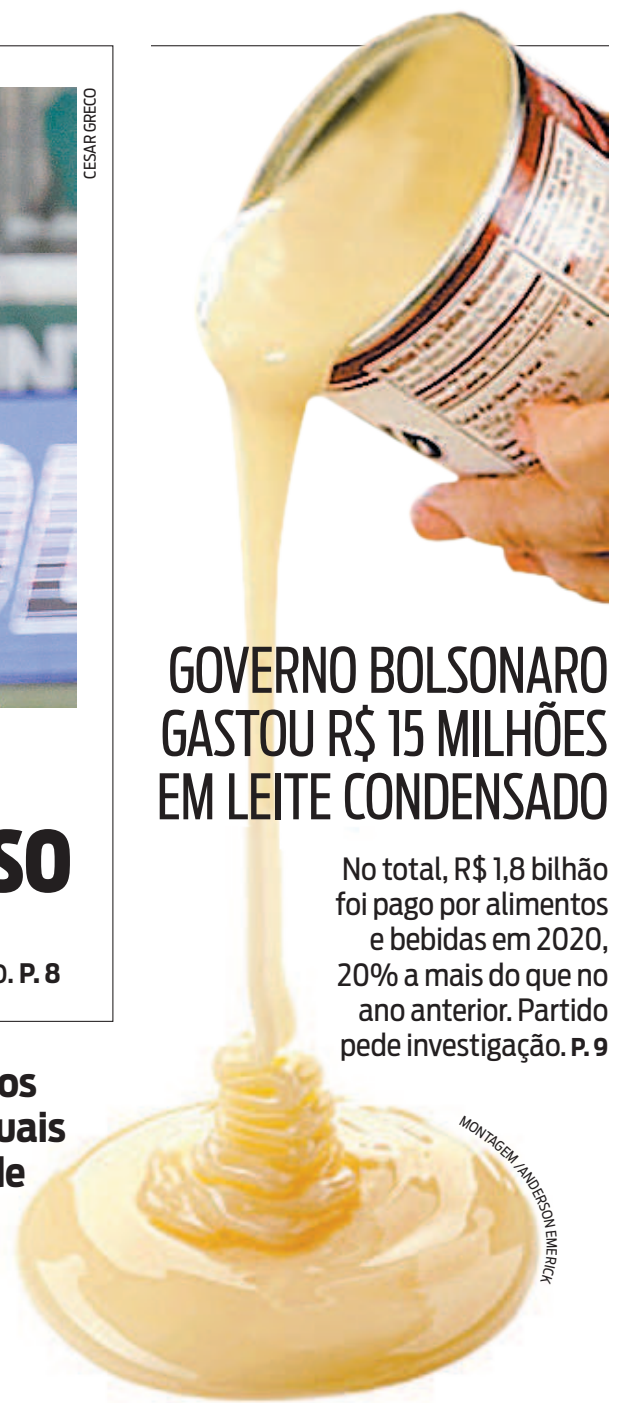 CESAR GRECO
GOVERNO BOLSONARO
GASTOU R$ 15 MILHÕES
EM LEITE CONDENSADO
No total, R$ 1,8 bilhão
foi pago por alimentos
e bebidas em 2020,
20% a mais do que no
ano anterior. Partido
pede investigação. P. 9
SO
o. P. 8
os
uais
le
MONTAGEM /ANDERSON EMERICK